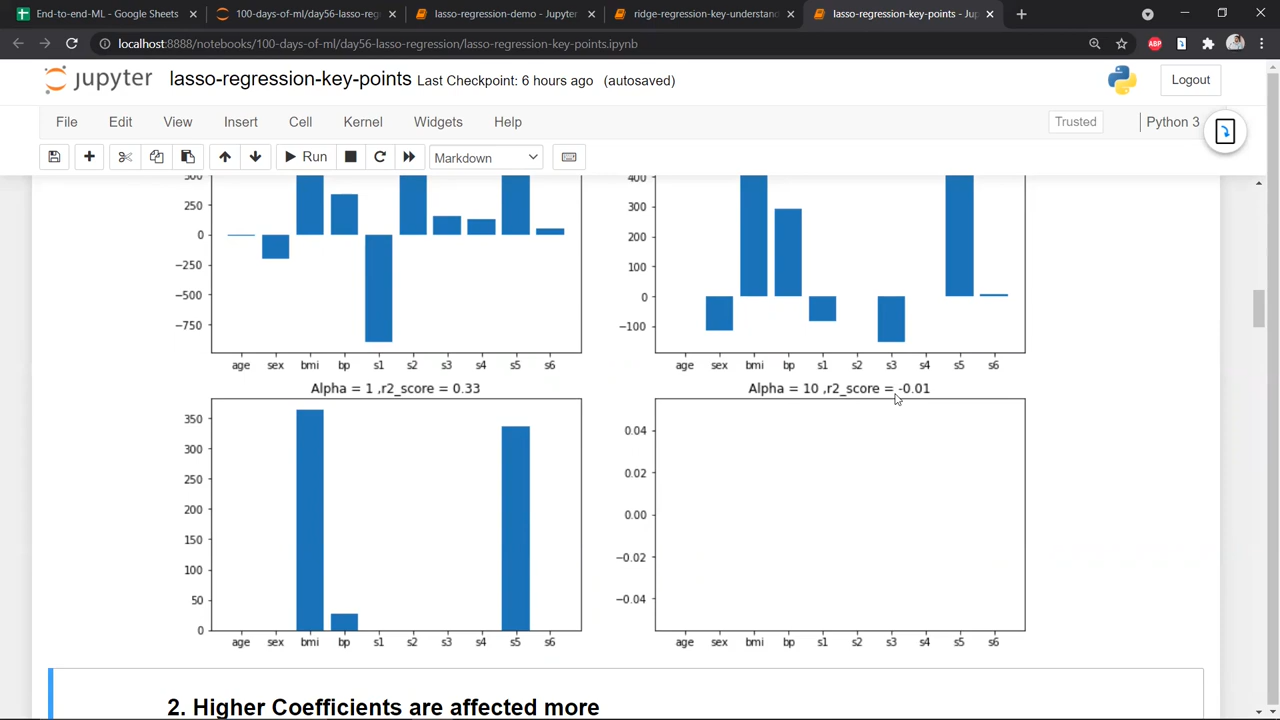 End-to-end-ML - Google Sheets
100-days-of-ml/day56-lasso-reg
lasso-regression-demo - Jupyter
ridge-regression-key-understan
lasso-regression-key-points - Jup
localhost:8888/notebooks/100-days-of-ml/day56-lasso-regression/lasso-regression-key-points.ipynb
ABP
jupyter lasso-regression-key-points Last Checkpoint: 6 hours ago (autosaved)
Logout
File Edit View Insert Cell Kernel Widgets Help
Trusted
Python 3
Run
Markdown
500
250
0
−250
−500
−750
age sex bmi bp s1 s2 s3 s4 s5 s6
400
300
200
100
0
−100
age sex bmi bp s1 s2 s3 s4 s5 s6
Alpha = 1 ,r2_score = 0.33
350
300
250
200
150
100
50
0
age sex bmi bp s1 s2 s3 s4 s5 s6
Alpha = 10 ,r2_score = -0.01
0.04
0.02
0.00
−0.02
−0.04
age sex bmi bp s1 s2 s3 s4 s5 s6
2. Higher Coefficients are affected more